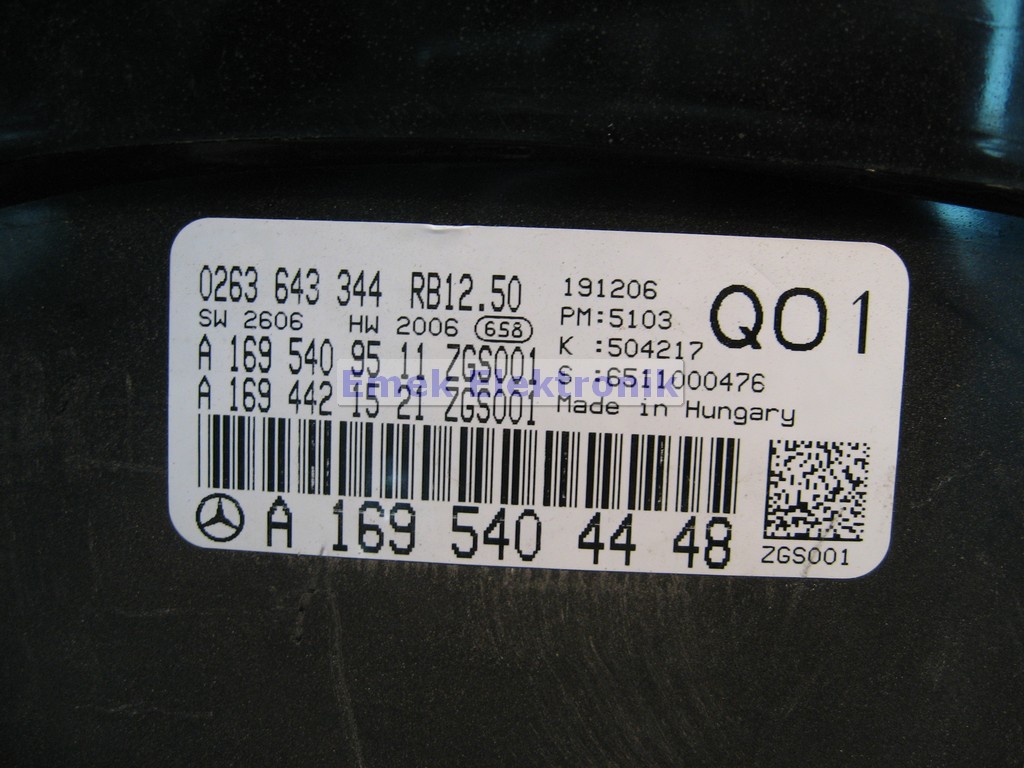 0263 643 344 RB12.50
SW 2606 HW 2006 658
A 169 540 95 11 ZGS001
A 169 442 15 21 ZGS001
191206
PM:5103
K :504217
S :6511000476
Made in Hungary
Q01
A 169 540 44 48
ZGS001
Emek Elektronik